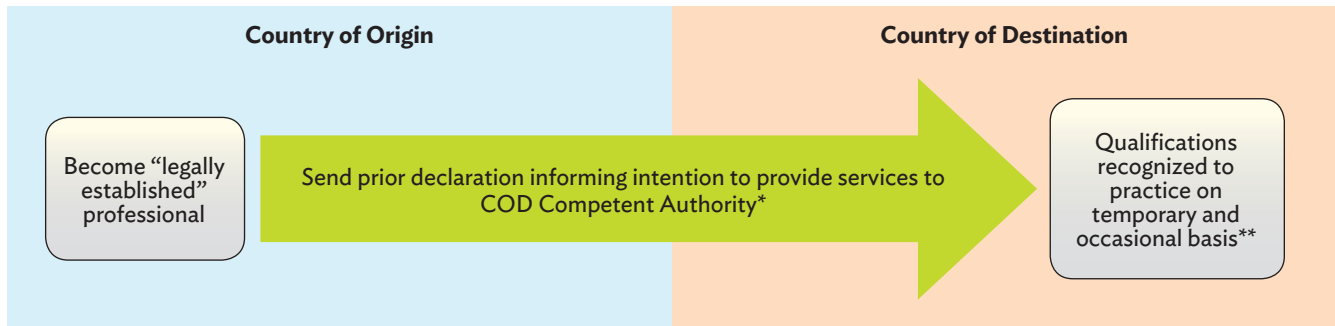 Country of Origin
Country of Destination
Become “legally
established”
professional
Send prior declaration informing intention to provide services to
COD Competent Authority*
Qualifications
recognized to
practice on
temporary and
occasional basis**